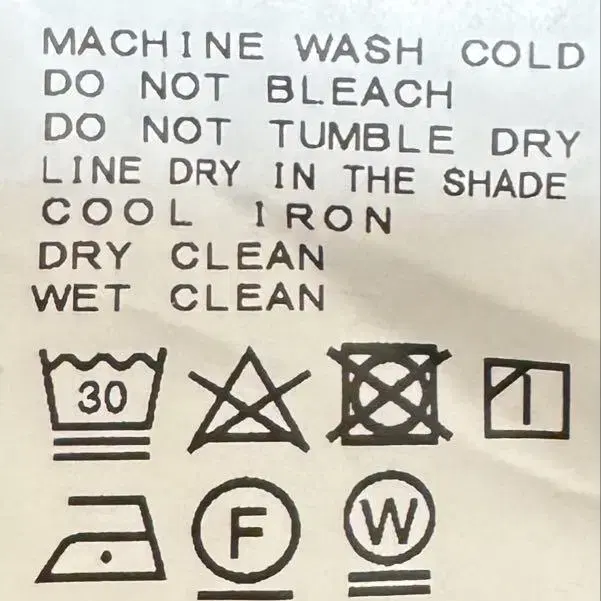 MACHINE WASH COLD
DO NOT BLEACH
DO NOT TUMBLE DRY
LINE DRY IN THE SHADE
COOL IRON
DRY CLEAN
WET CLEAN
30
F W